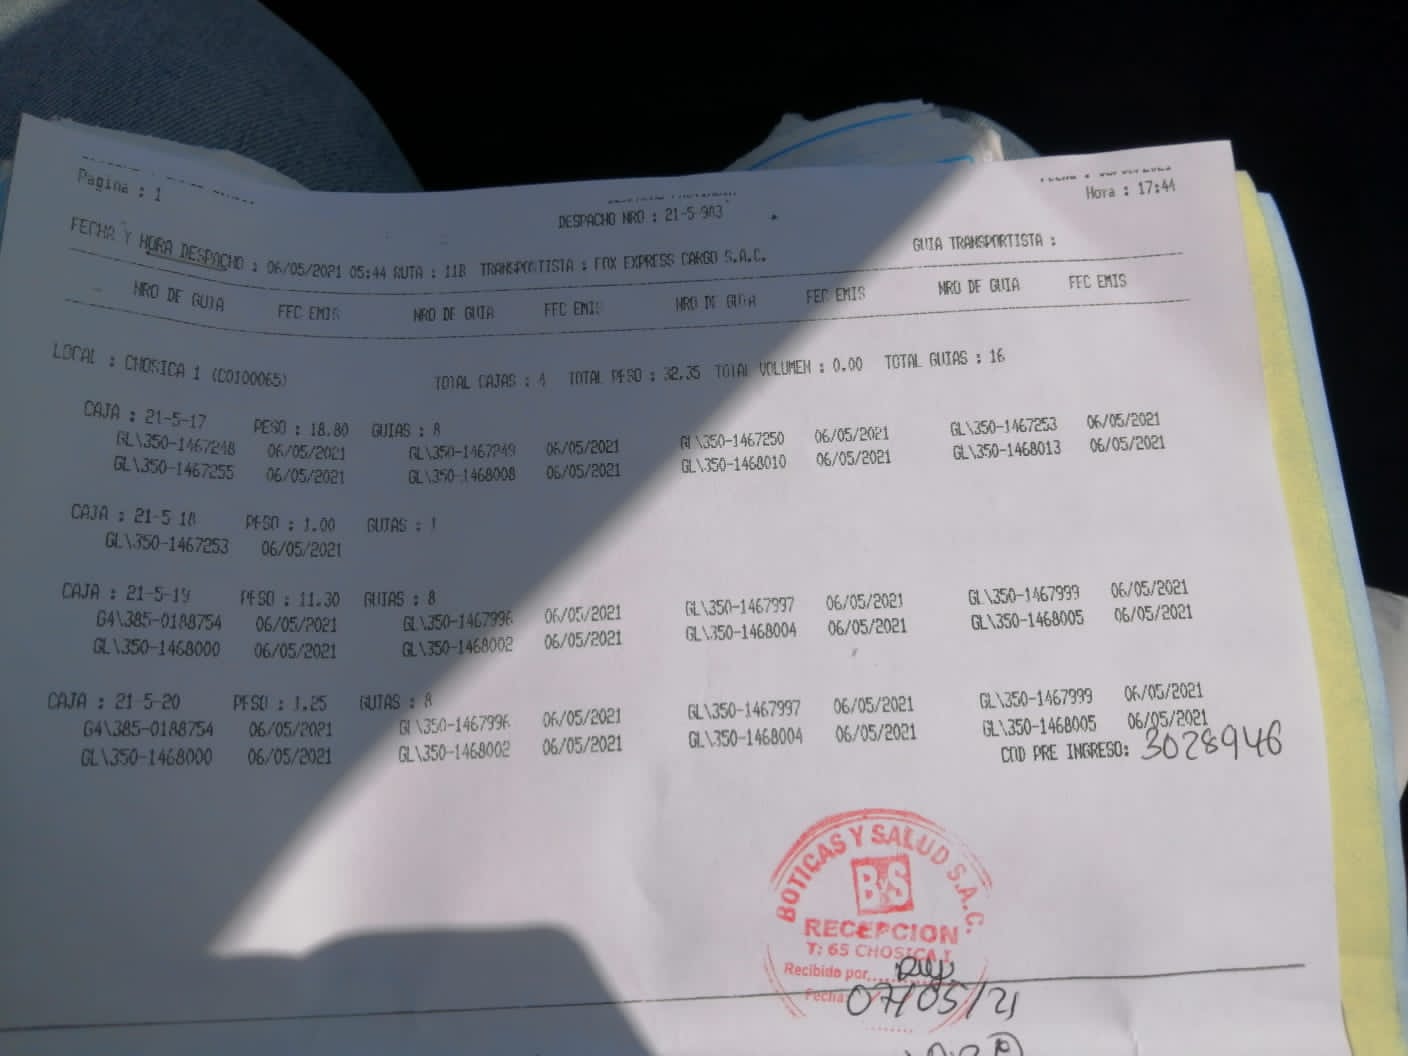 Pagina : 1
Hora : 17:44
DESPACHO NRO : 21-5-903
GUIA TRANSPORTISTA :
FECHA Y HORA DESPACHO : 06/05/2021 05:44 RUTA : 11B TRANSPORTISTA : FOX EXPRESS CARGO S.A.C.
NRO DE GUIA FEC EMIS NRO DE GUIA FEC EMIS NRO DE GUIA FEC EMIS NRO DE GUIA FEC EMIS
LOCAL : CHOSICA 1 (C0100065) TOTAL CAJAS : 4 TOTAL PESO : 32.35 TOTAL VOLUMEN : 0.00 TOTAL GUIAS : 16
CAJA : 21-5-17 PESO : 18.80 GUIAS : 8
GL\350-1467248 06/05/2021 GL\350-1467249 06/05/2021 GL\350-1467250 06/05/2021 GL\350-1467253 06/05/2021
GL\350-1467255 06/05/2021 GL\350-1468008 06/05/2021 GL\350-1468010 06/05/2021 GL\350-1468013 06/05/2021
CAJA : 21-5-18 PESO : 1.00 GUIAS : 1
GL\350-1467253 06/05/2021
CAJA : 21-5-19 PESO : 11.30 GUIAS : 8
G4\385-0188754 06/05/2021 GL\350-1467996 06/05/2021 GL\350-1467997 06/05/2021 GL\350-1467999 06/05/2021
GL\350-1468000 06/05/2021 GL\350-1468002 06/05/2021 GL\350-1468004 06/05/2021 GL\350-1468005 06/05/2021
CAJA : 21-5-20 PESO : 1.25 GUIAS : 8
G4\385-0188754 06/05/2021 GL\350-1467996 06/05/2021 GL\350-1467997 06/05/2021 GL\350-1467999 06/05/2021
GL\350-1468000 06/05/2021 GL\350-1468002 06/05/2021 GL\350-1468004 06/05/2021 GL\350-1468005 06/05/2021
COD PRE INGRESO: 3028946
BOTICAS Y SALUD S.A.C.
B&S
RECEPCION
T: 65 CHOSICA I
Recibido por
Fecha: 07/05/21